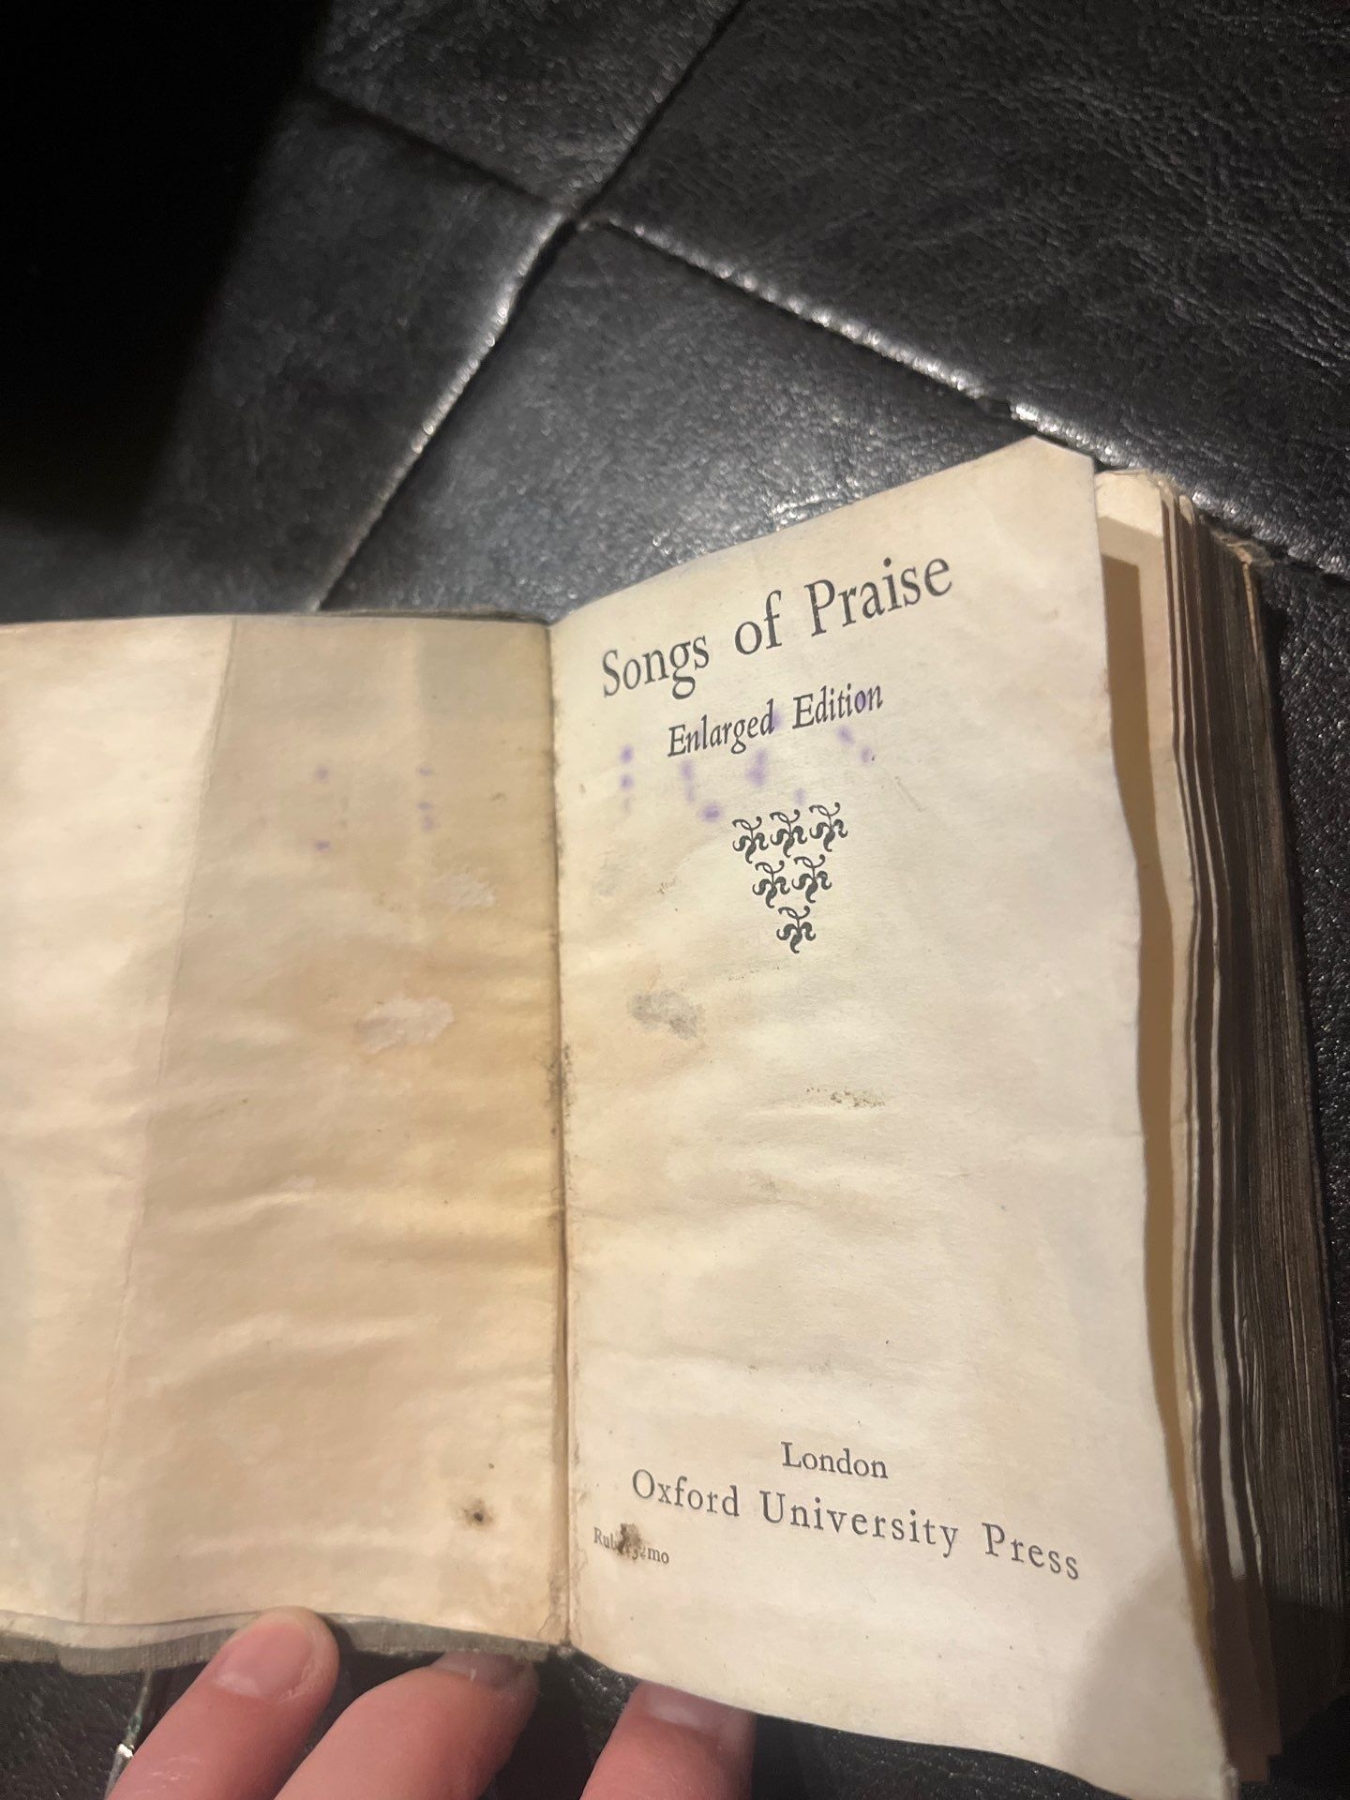 Songs of Praise
Enlarged Edition
London
Oxford University Press